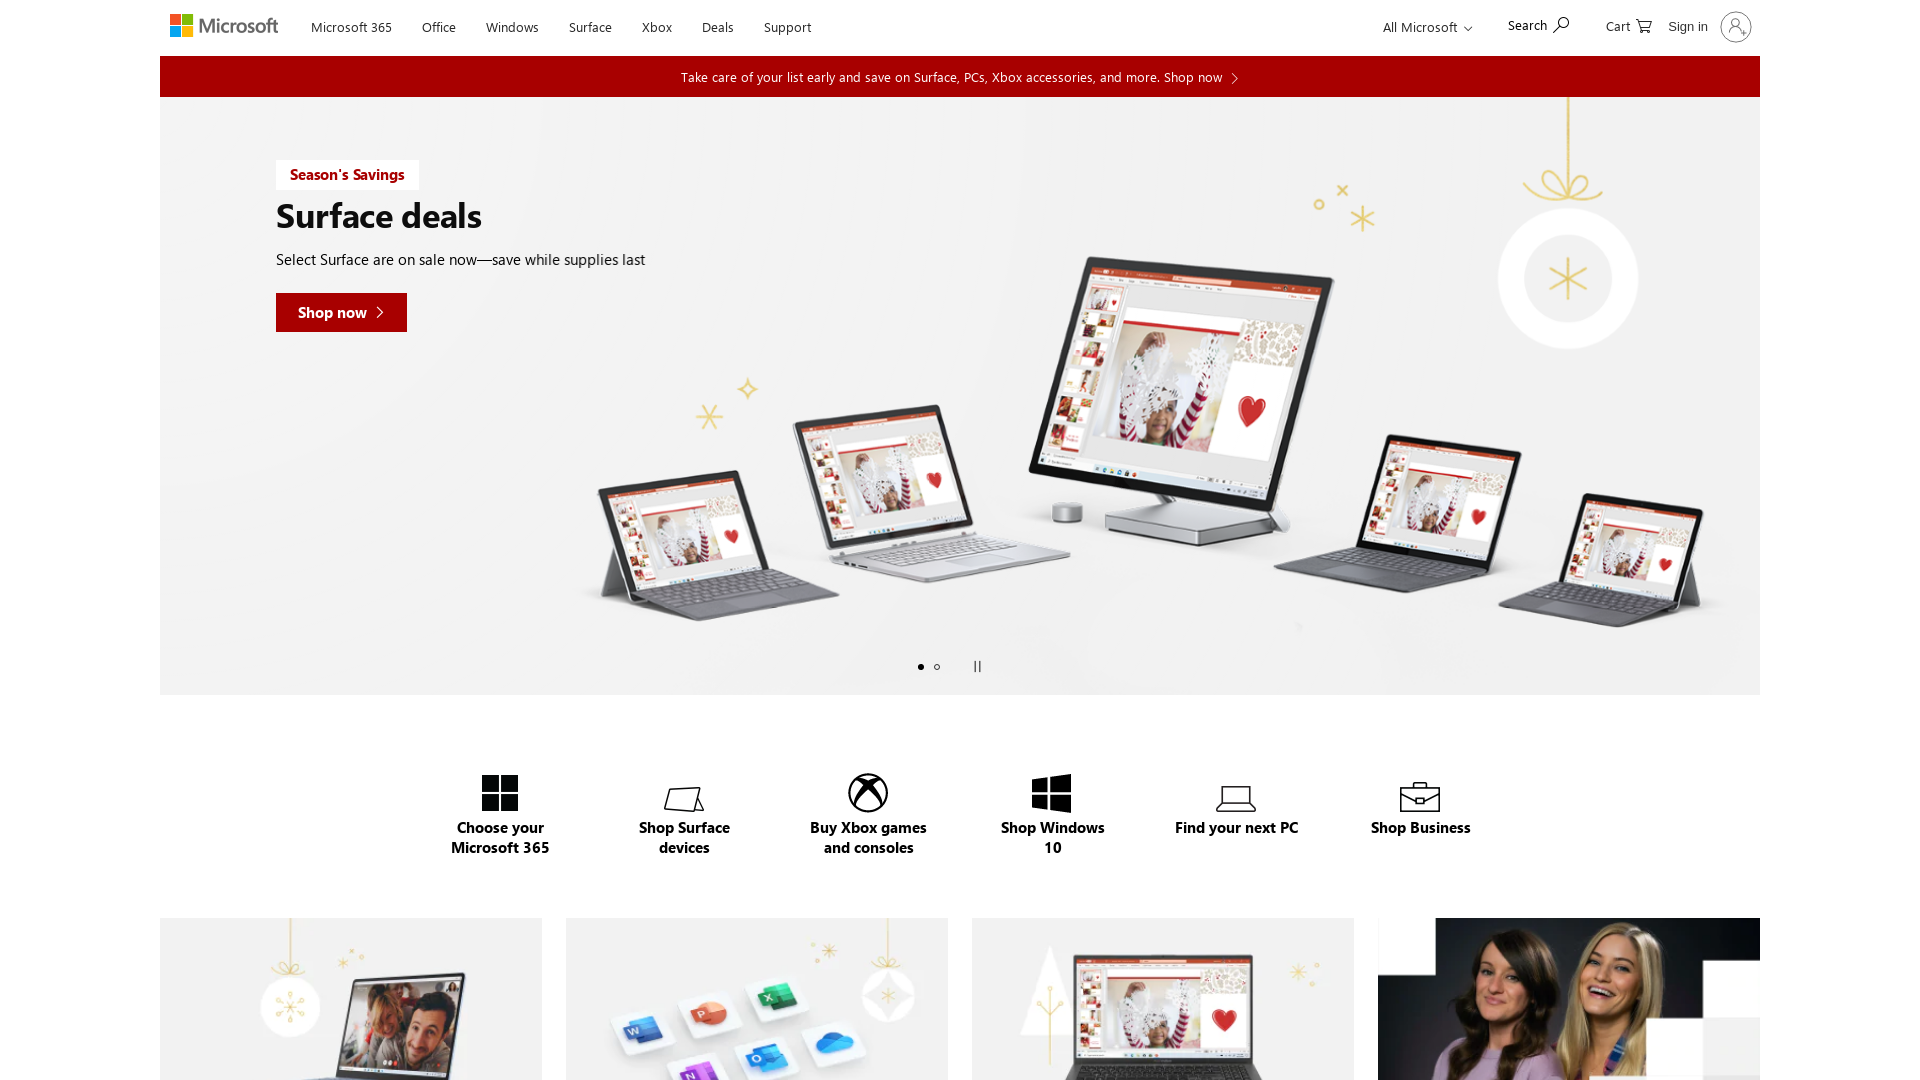 Microsoft
Microsoft 365
Office
Windows
Surface
Xbox
Deals
Support
All Microsoft
Search
Cart
Sign in
Take care of your list early and save on Surface, PCs, Xbox accessories, and more. Shop now
Season's Savings
Surface deals
Select Surface are on sale now—save while supplies last
Shop now
Choose your
Microsoft 365
Shop Surface
devices
Buy Xbox games
and consoles
Shop Windows
10
Find your next PC
Shop Business
W
P
X
N
O